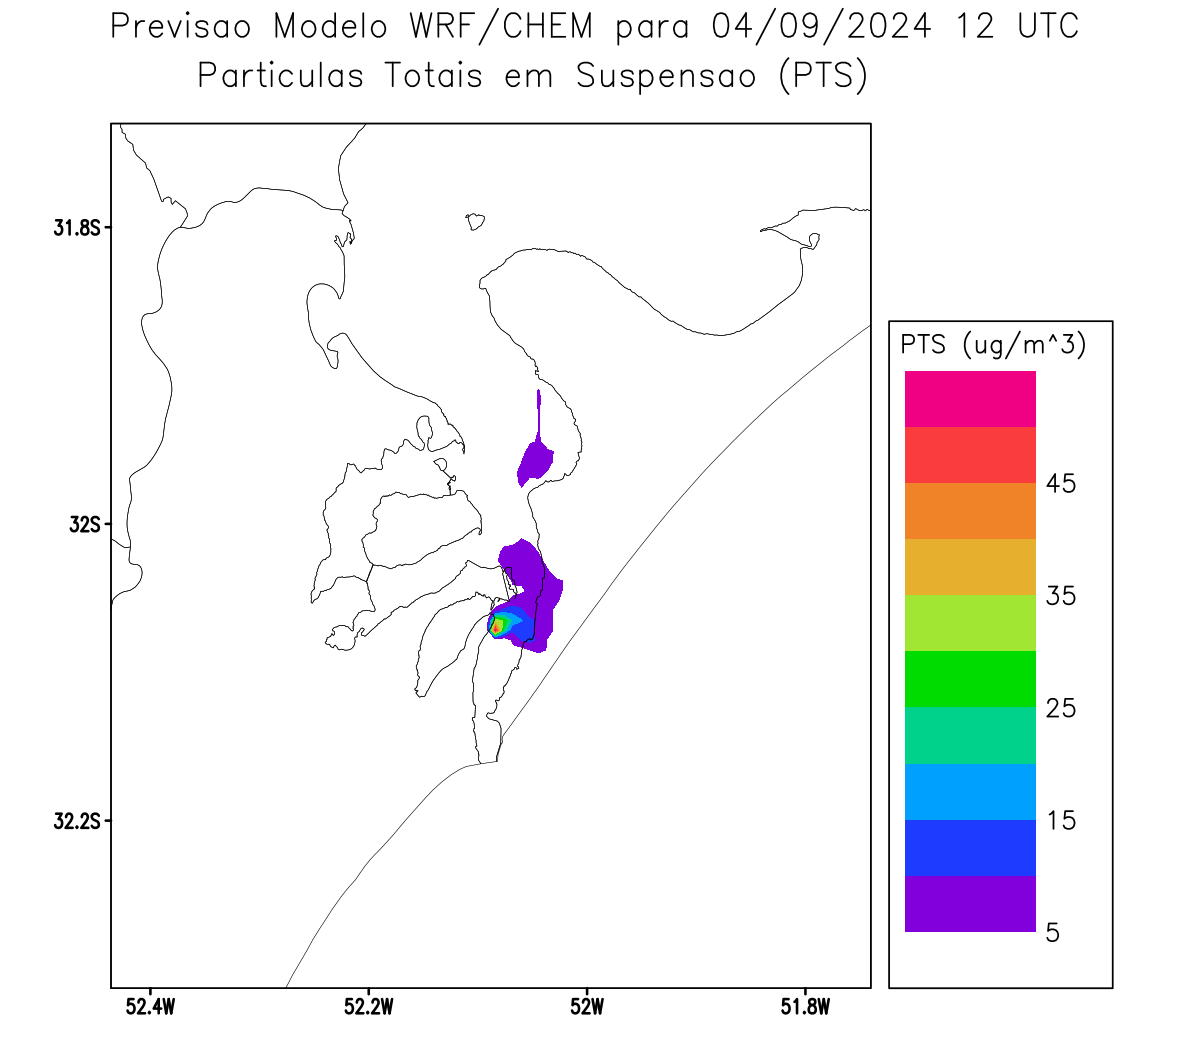 Previsao Modelo WRF/CHEM para 04/09/2024 12 UTC
Particulas Totais em Suspensao (PTS)
31.8S
32S
32.2S
52.4W
52.2W
52W
51.8W
PTS (ug/m^3)
45
35
25
15
5